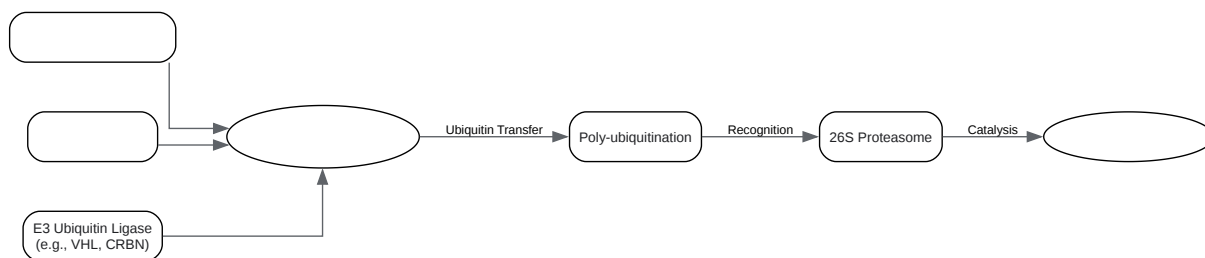 Ubiquitin Transfer
Poly-ubiquitination
Recognition
26S Proteasome
Catalysis
E3 Ubiquitin Ligase
(e.g., VHL, CRBN)